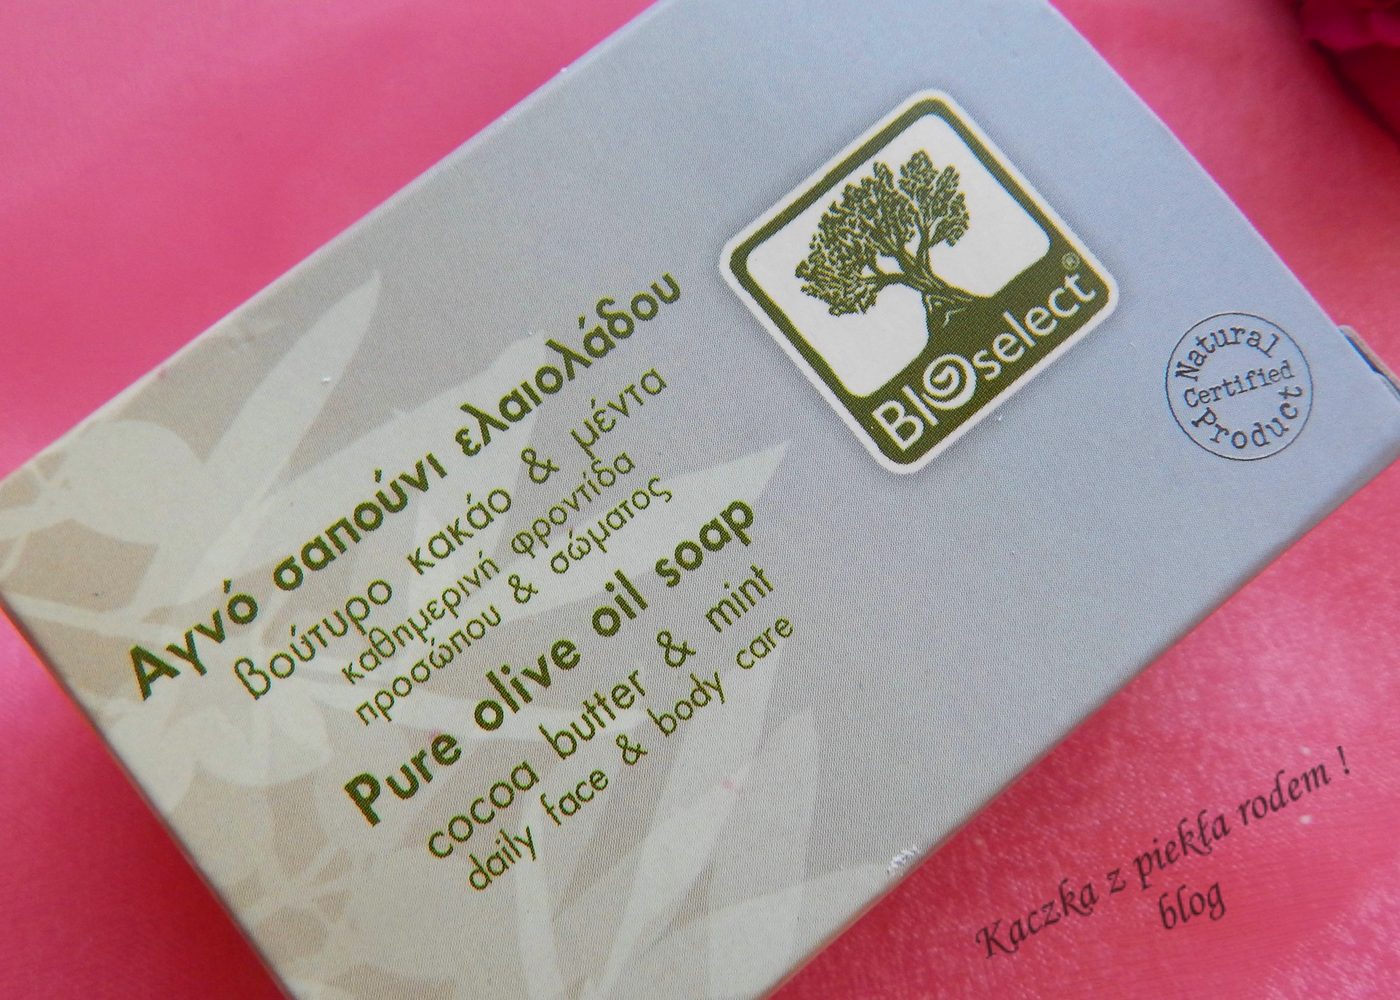 Αγνό σαπούνι ελαιολάδου
βούτυρο κακάο & μέντα
καθημερινή φροντίδα
προσώπου & σώματος
Pure olive oil soap
cocoa butter & mint
daily face & body care
BIOselect®
Natural
Certified
Product
Kaczka z piekła rodem !
blog